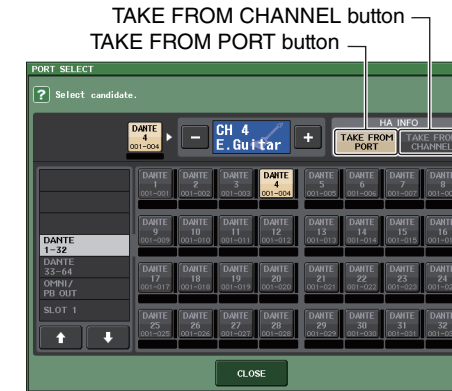 TAKE FROM CHANNEL button
TAKE FROM PORT button
PORT SELECT
? Select candidate.
HA INFO
DANTE 4 001-004
− CH 4 E.Guitar +
TAKE FROM PORT
TAKE FROM CHANNEL
DANTE 1 001-001
DANTE 2 001-002
DANTE 3 001-003
DANTE 4 001-004
DANTE 5 001-005
DANTE 6 001-006
DANTE 7 001-007
DANTE 8
DANTE 9 001-009
DANTE 10 001-010
DANTE 11 001-011
DANTE 12 001-012
DANTE 13 001-013
DANTE 14 001-014
DANTE 15 001-015
DANTE 16
DANTE 1-32
DANTE 33-64
OMNI/ PB OUT
SLOT 1
DANTE 17 001-017
DANTE 18 001-018
DANTE 19 001-019
DANTE 20 001-020
DANTE 21 001-021
DANTE 22 001-022
DANTE 23 001-023
DANTE 24
DANTE 25 001-025
DANTE 26 001-026
DANTE 27 001-027
DANTE 28 001-028
DANTE 29 001-029
DANTE 30 001-030
DANTE 31 001-031
DANTE 32
CLOSE